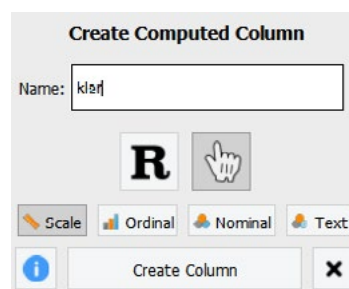 Create Computed Column
Name: klar
R
Scale Ordinal Nominal Text
i Create Column X